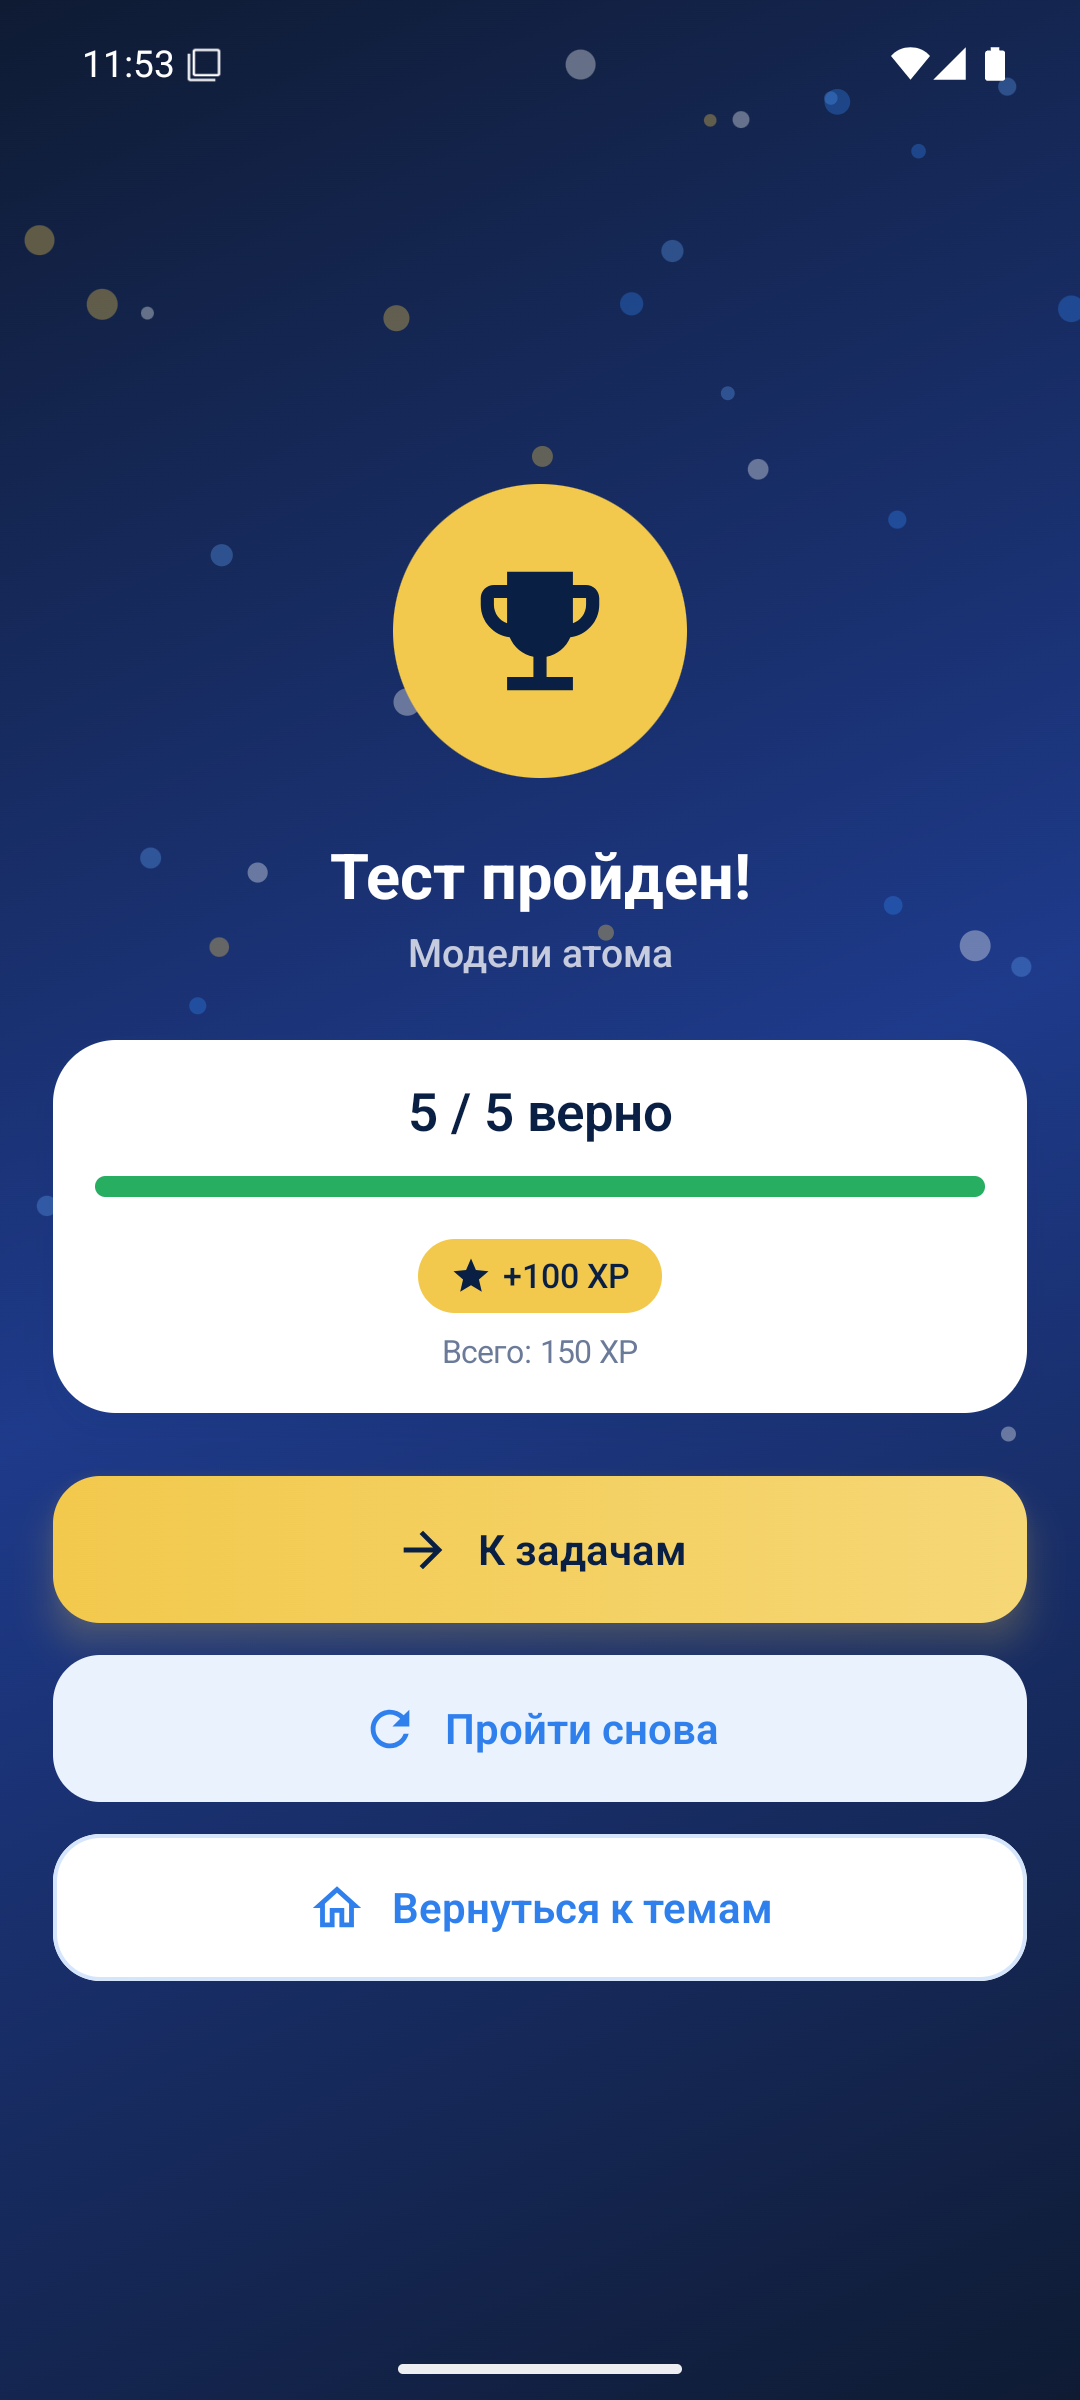 11:53
Тест пройден!
Модели атома
5 / 5 верно
+100 XP
Всего: 150 XP
К задачам
Пройти снова
Вернуться к темам